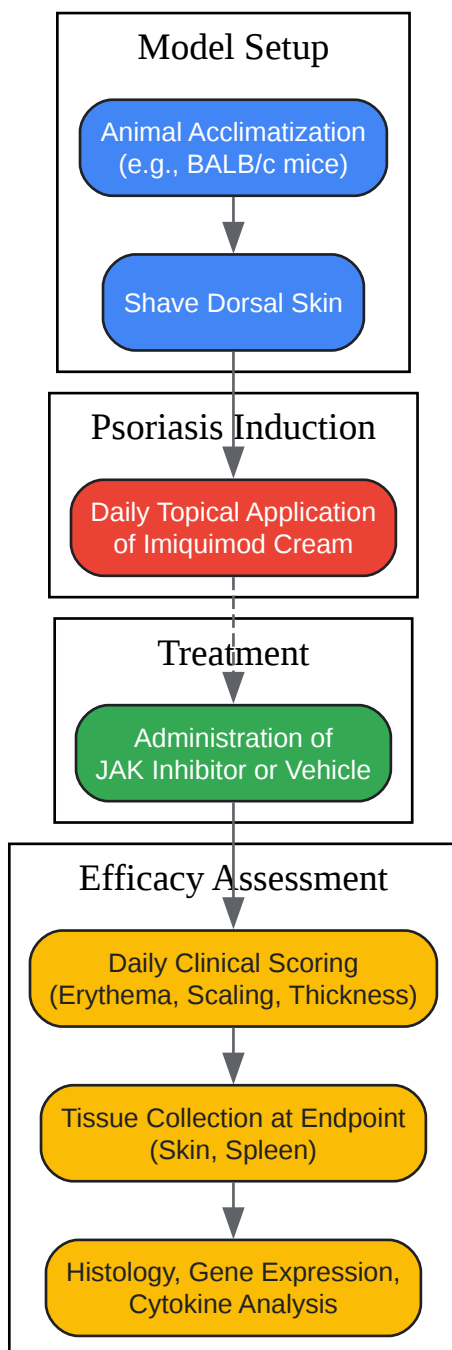 Model Setup
Animal Acclimatization
(e.g., BALB/c mice)
Shave Dorsal Skin
Psoriasis Induction
Daily Topical Application
of Imiquimod Cream
Treatment
Administration of
JAK Inhibitor or Vehicle
Efficacy Assessment
Daily Clinical Scoring
(Erythema, Scaling, Thickness)
Tissue Collection at Endpoint
(Skin, Spleen)
Histology, Gene Expression,
Cytokine Analysis